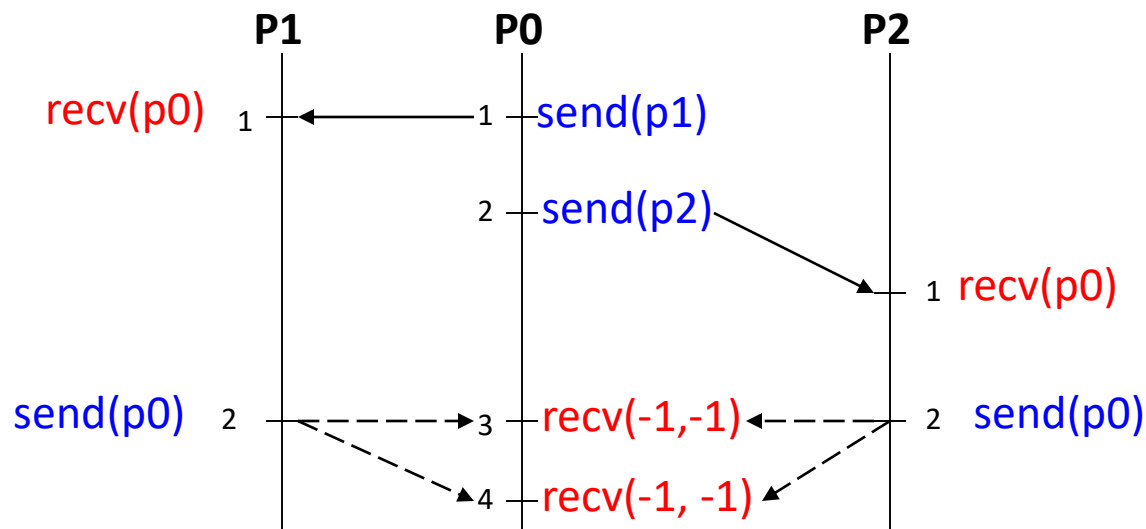 P1 P0 P2
recv(p0) 1 1 send(p1)
2 send(p2)
1 recv(p0)
send(p0) 2 3 recv(-1,-1) 2 send(p0)
4 recv(-1, -1)